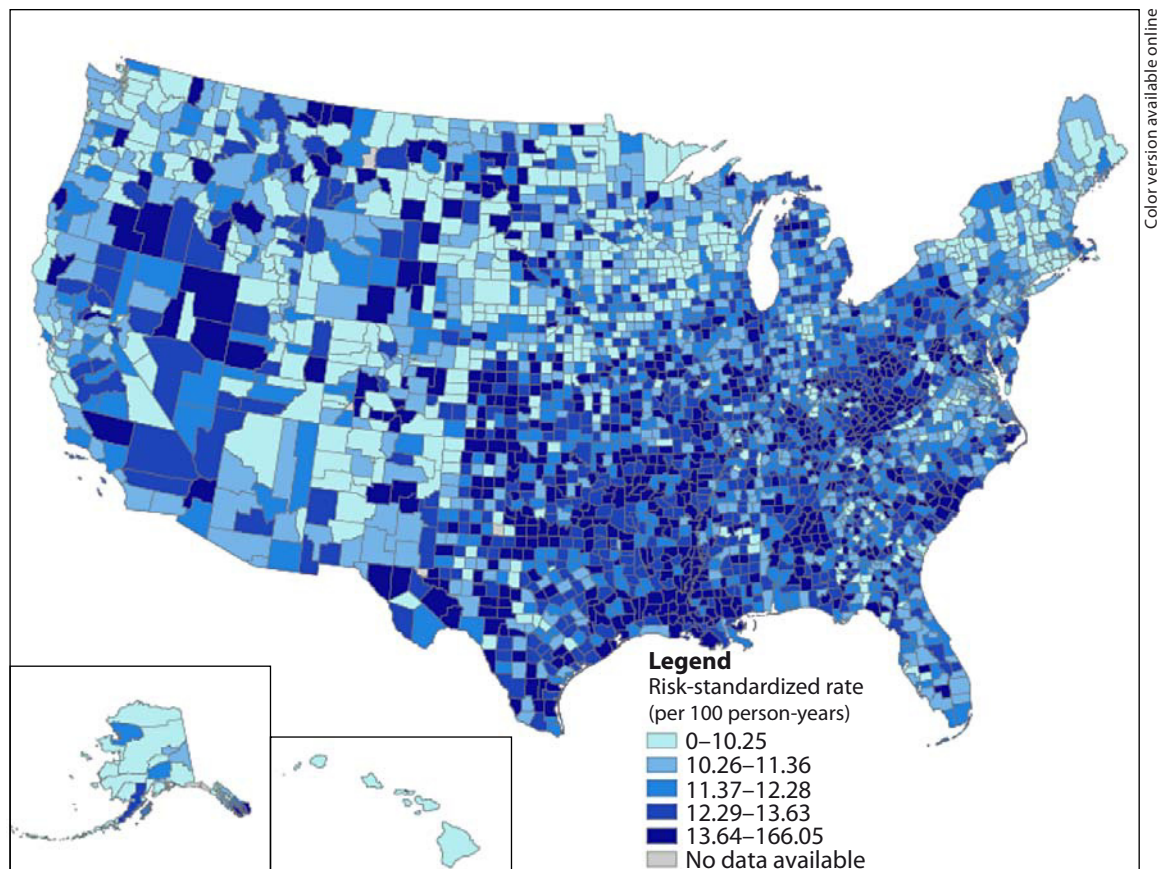 Color version available online
Legend
Risk-standardized rate
(per 100 person-years)
0–10.25
10.26–11.36
11.37–12.28
12.29–13.63
13.64–166.05
No data available